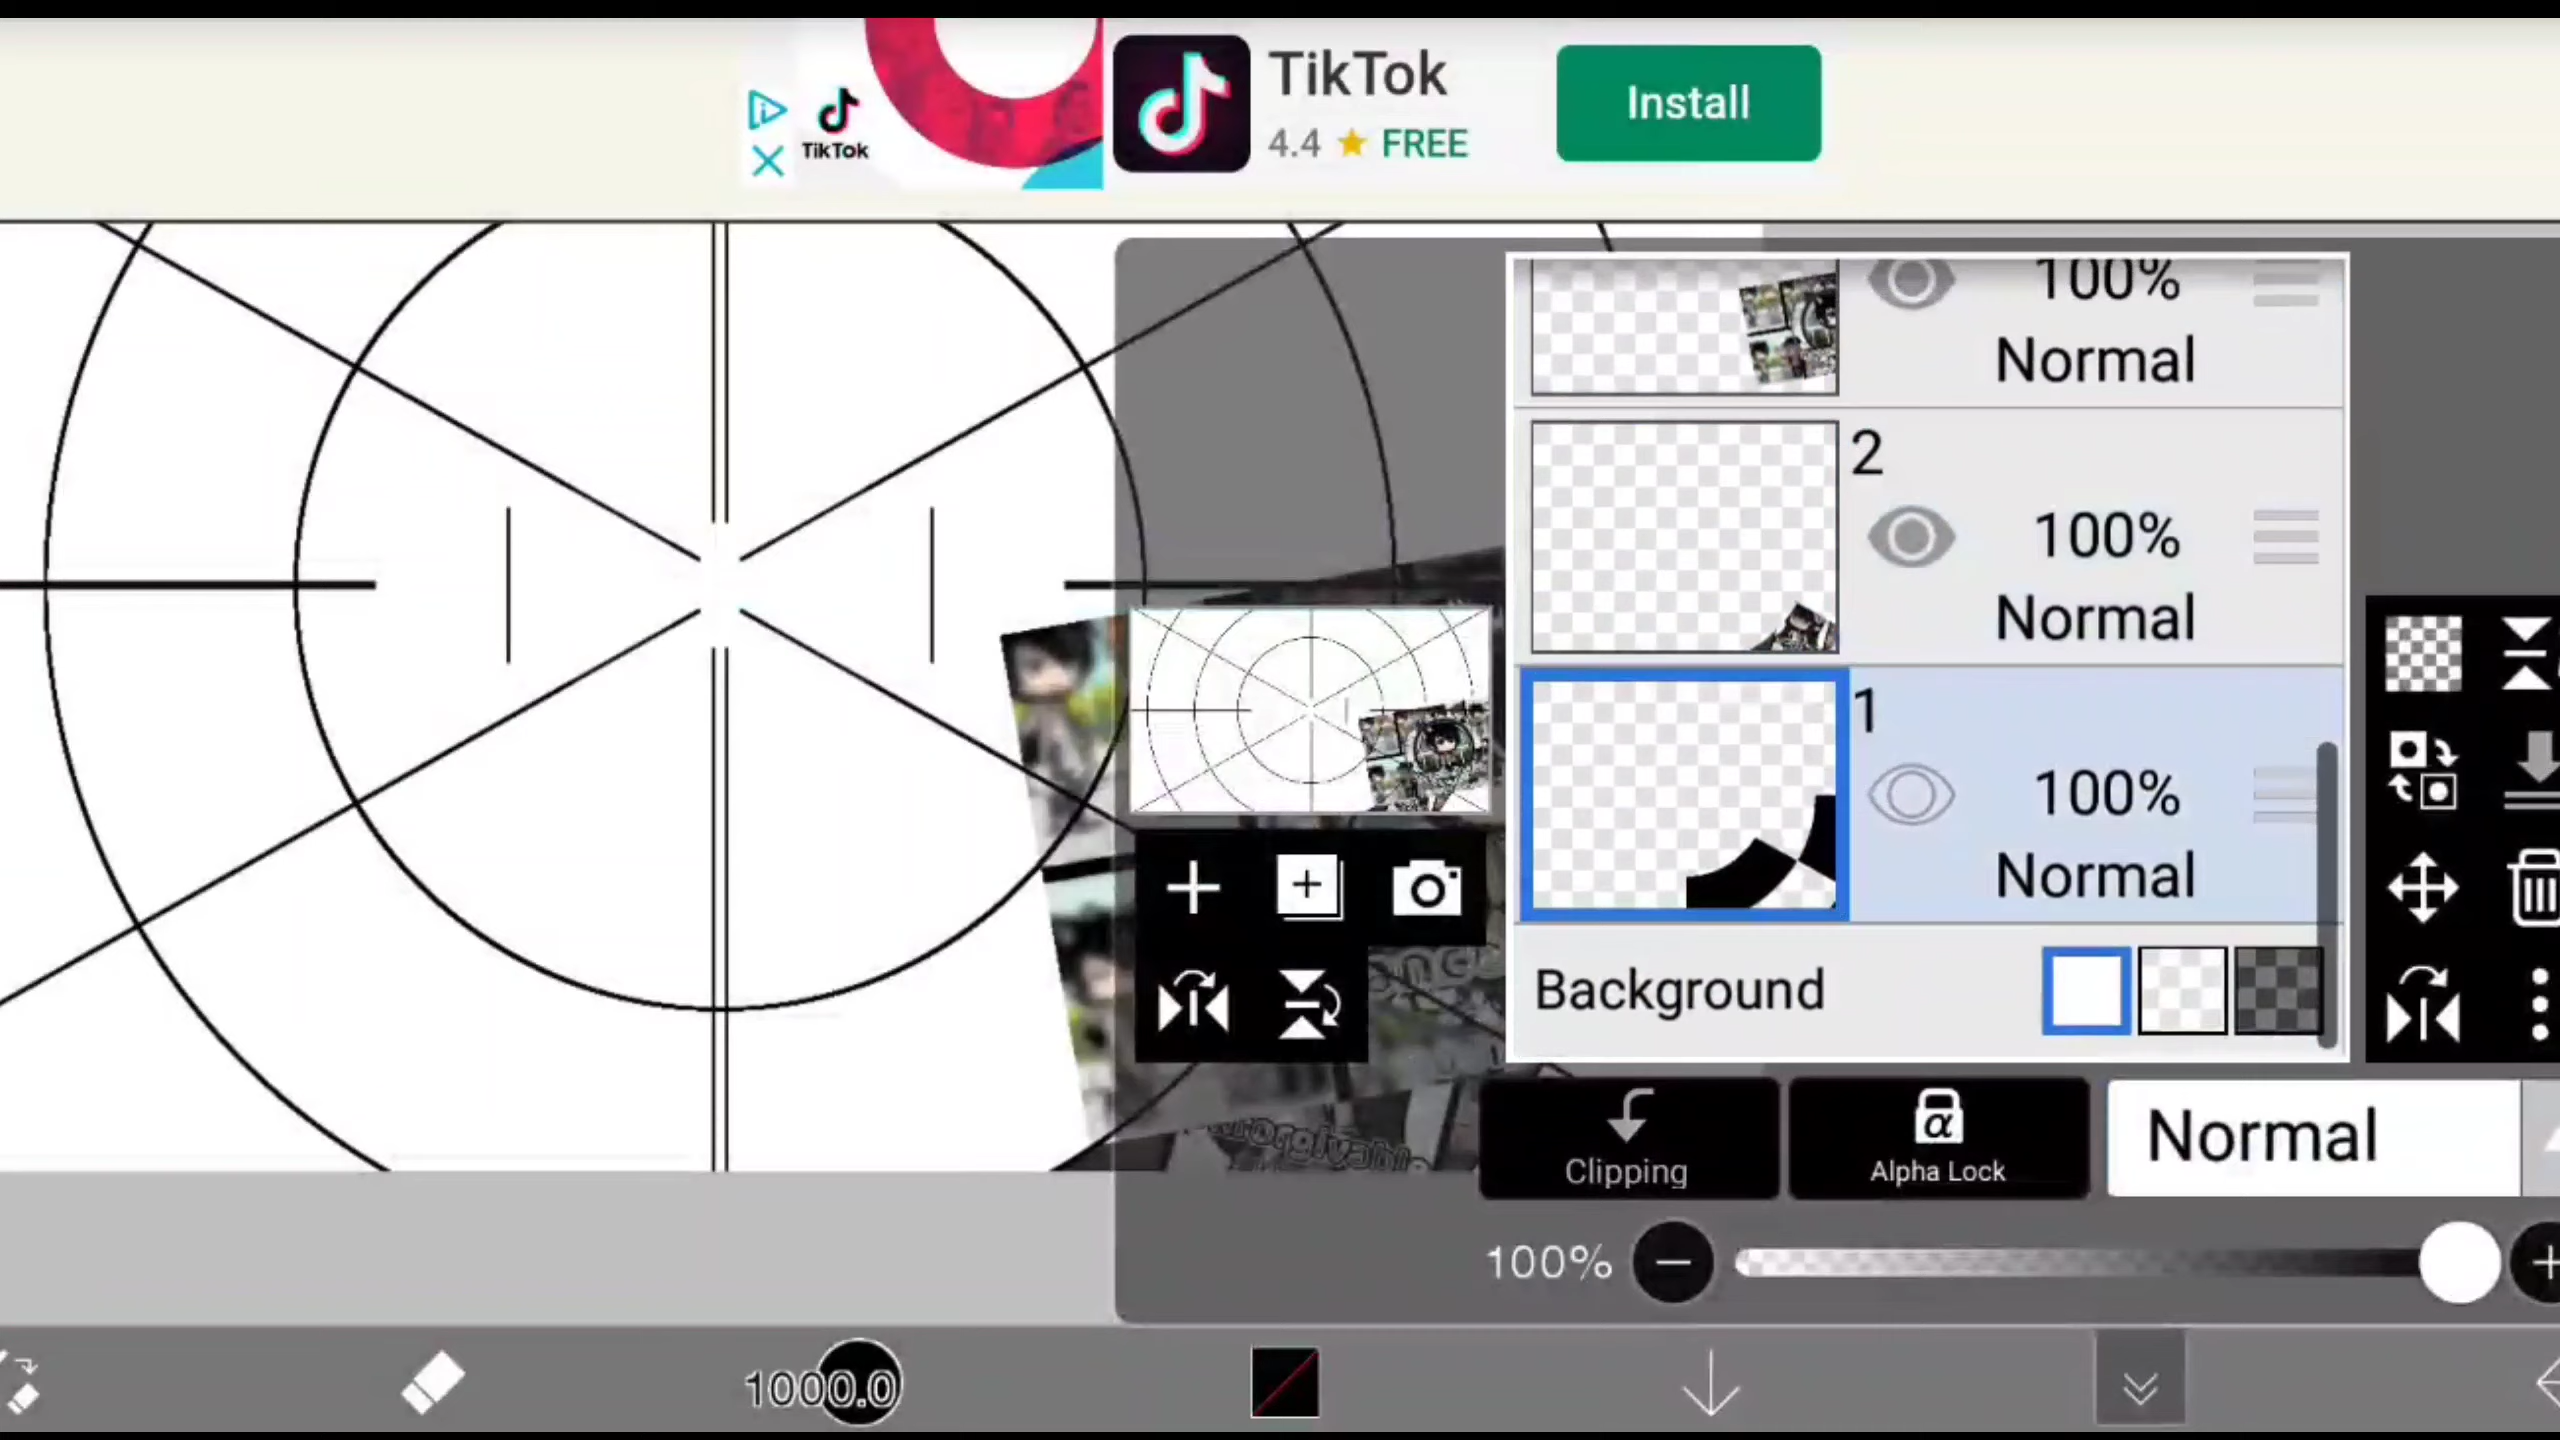 TikTok
TikTok
4.4 ★ FREE
Install
100%
Normal
2
100%
Normal
1
100%
Normal
Background
Clipping
α
Alpha Lock
Normal
100%
1000.0